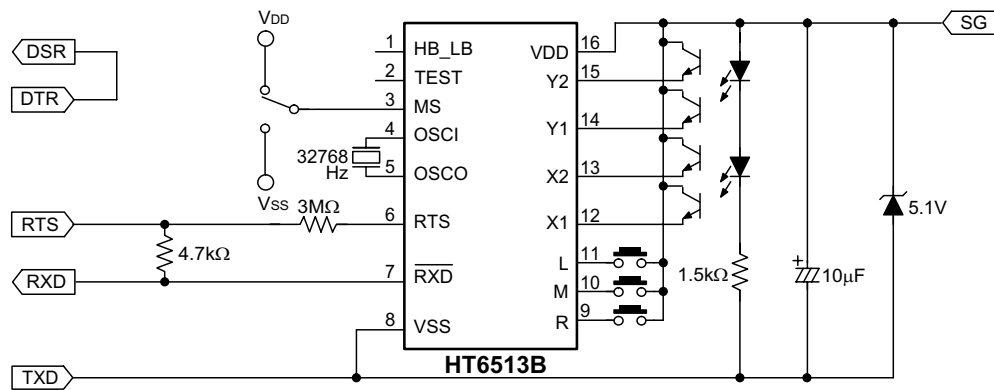 VDD
SG
DSR
DTR
1 HB_LB
2 TEST
3 MS
4 OSCI
5 OSCO
32768
Hz
VSS
RTS
3MΩ
6 RTS
4.7kΩ
RXD
7 RXD
8 VSS
TXD
VDD 16
Y2 15
Y1 14
X2 13
X1 12
L 11
M 10
R 9
HT6513B
1.5kΩ
10μF
5.1V
+